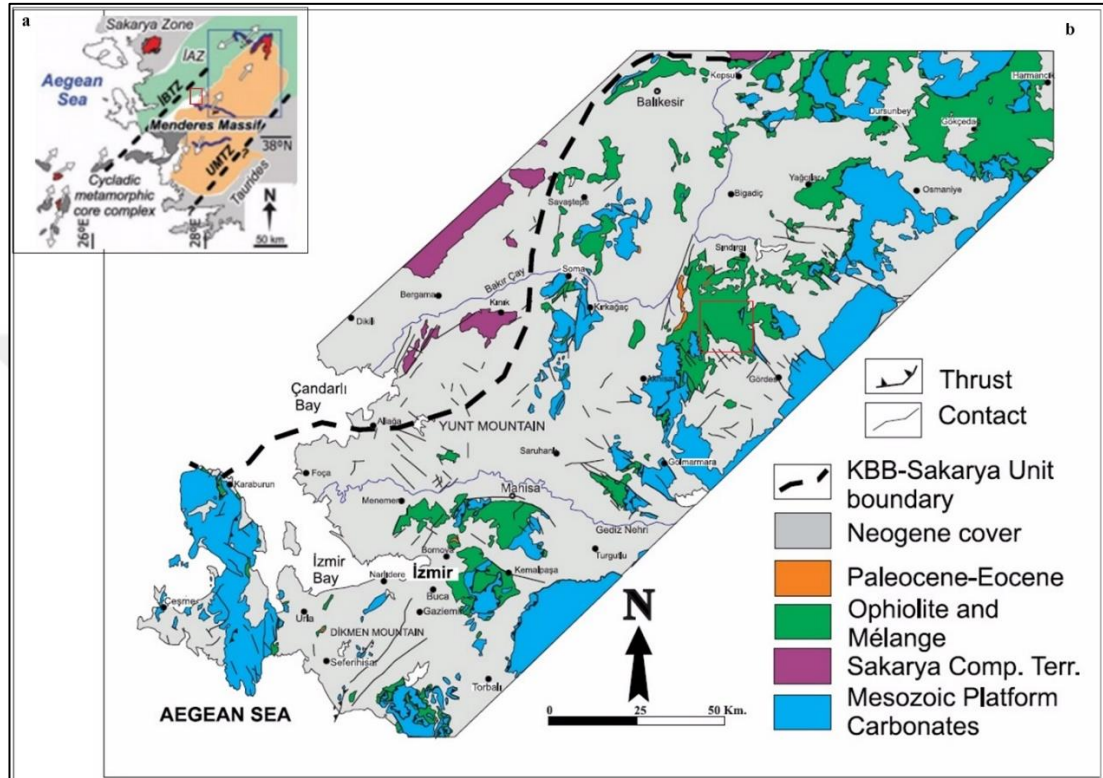 a
Sakarya Zone
İAZ
Aegean
Sea
İBTZ
Menderes Massif
38°N
UMTZ
Cycladic
metamorphic
core complex
Taurides
26°E
28°E
N
50 km
b
Kepsut
Harmancık
Balıkesir
Dursunbey
Gökçedağ
Yağcılar
Osmaniye
Savaştepe
Bigadiç
Sındırgı
Soma
Bakır Çay
Bergama
Kınık
Kırkağaç
Dikili
Akhisar
Gördes
Çandarlı
Bay
Aliağa
YUNT MOUNTAIN
Saruhanlı
Gölmarmara
Foça
Karaburun
Manisa
Menemen
Gediz Nehri
Turgutlu
Bornova
İzmir
Bay
Narlıdere
İzmir
Kemalpaşa
Buca
Çeşme
Urla
Gaziemir
DİKMEN MOUNTAIN
Seferihisar
Torbalı
AEGEAN SEA
N
0
25
50 Km.
Thrust
Contact
KBB-Sakarya Unit
boundary
Neogene cover
Paleocene-Eocene
Ophiolite and
Mélange
Sakarya Comp. Terr.
Mesozoic Platform
Carbonates